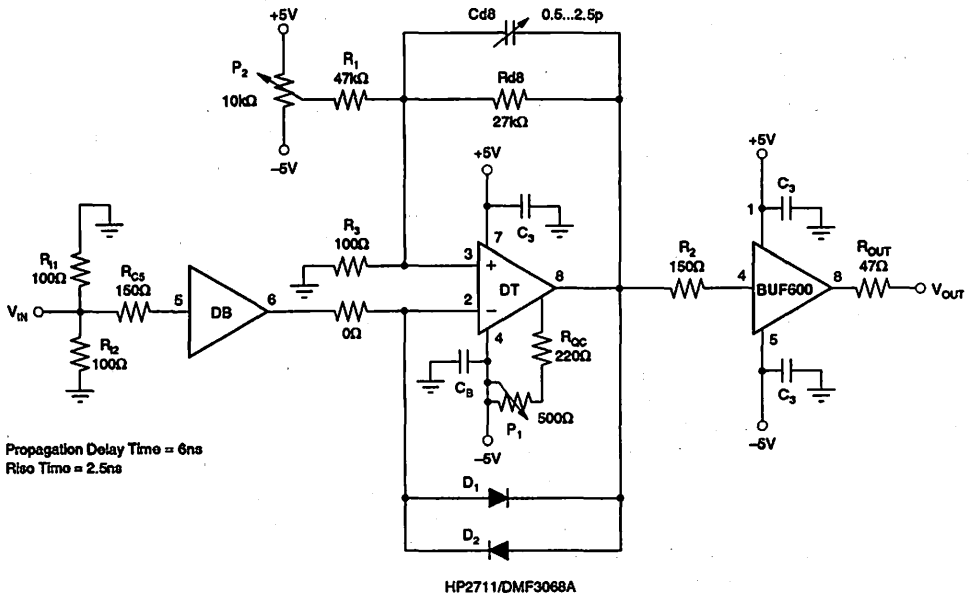 Cd8 0.5...2.5p
+5V
P2
10kΩ
R1
47kΩ
Rd8
27kΩ
–5V
+5V
7
C3
R3
100Ω
3
+
DT
8
2
–
4
0Ω
RI1
100Ω
RC5
150Ω
VIN
5
DB
6
RI2
100Ω
CB
RQC
220Ω
500Ω
P1
–5V
R2
150Ω
+5V
1
C3
4
BUF600
8
ROUT
47Ω
VOUT
5
C3
–5V
Propagation Delay Time = 6ns
Rise Time = 2.5ns
D1
D2
HP2711/DMF3068A